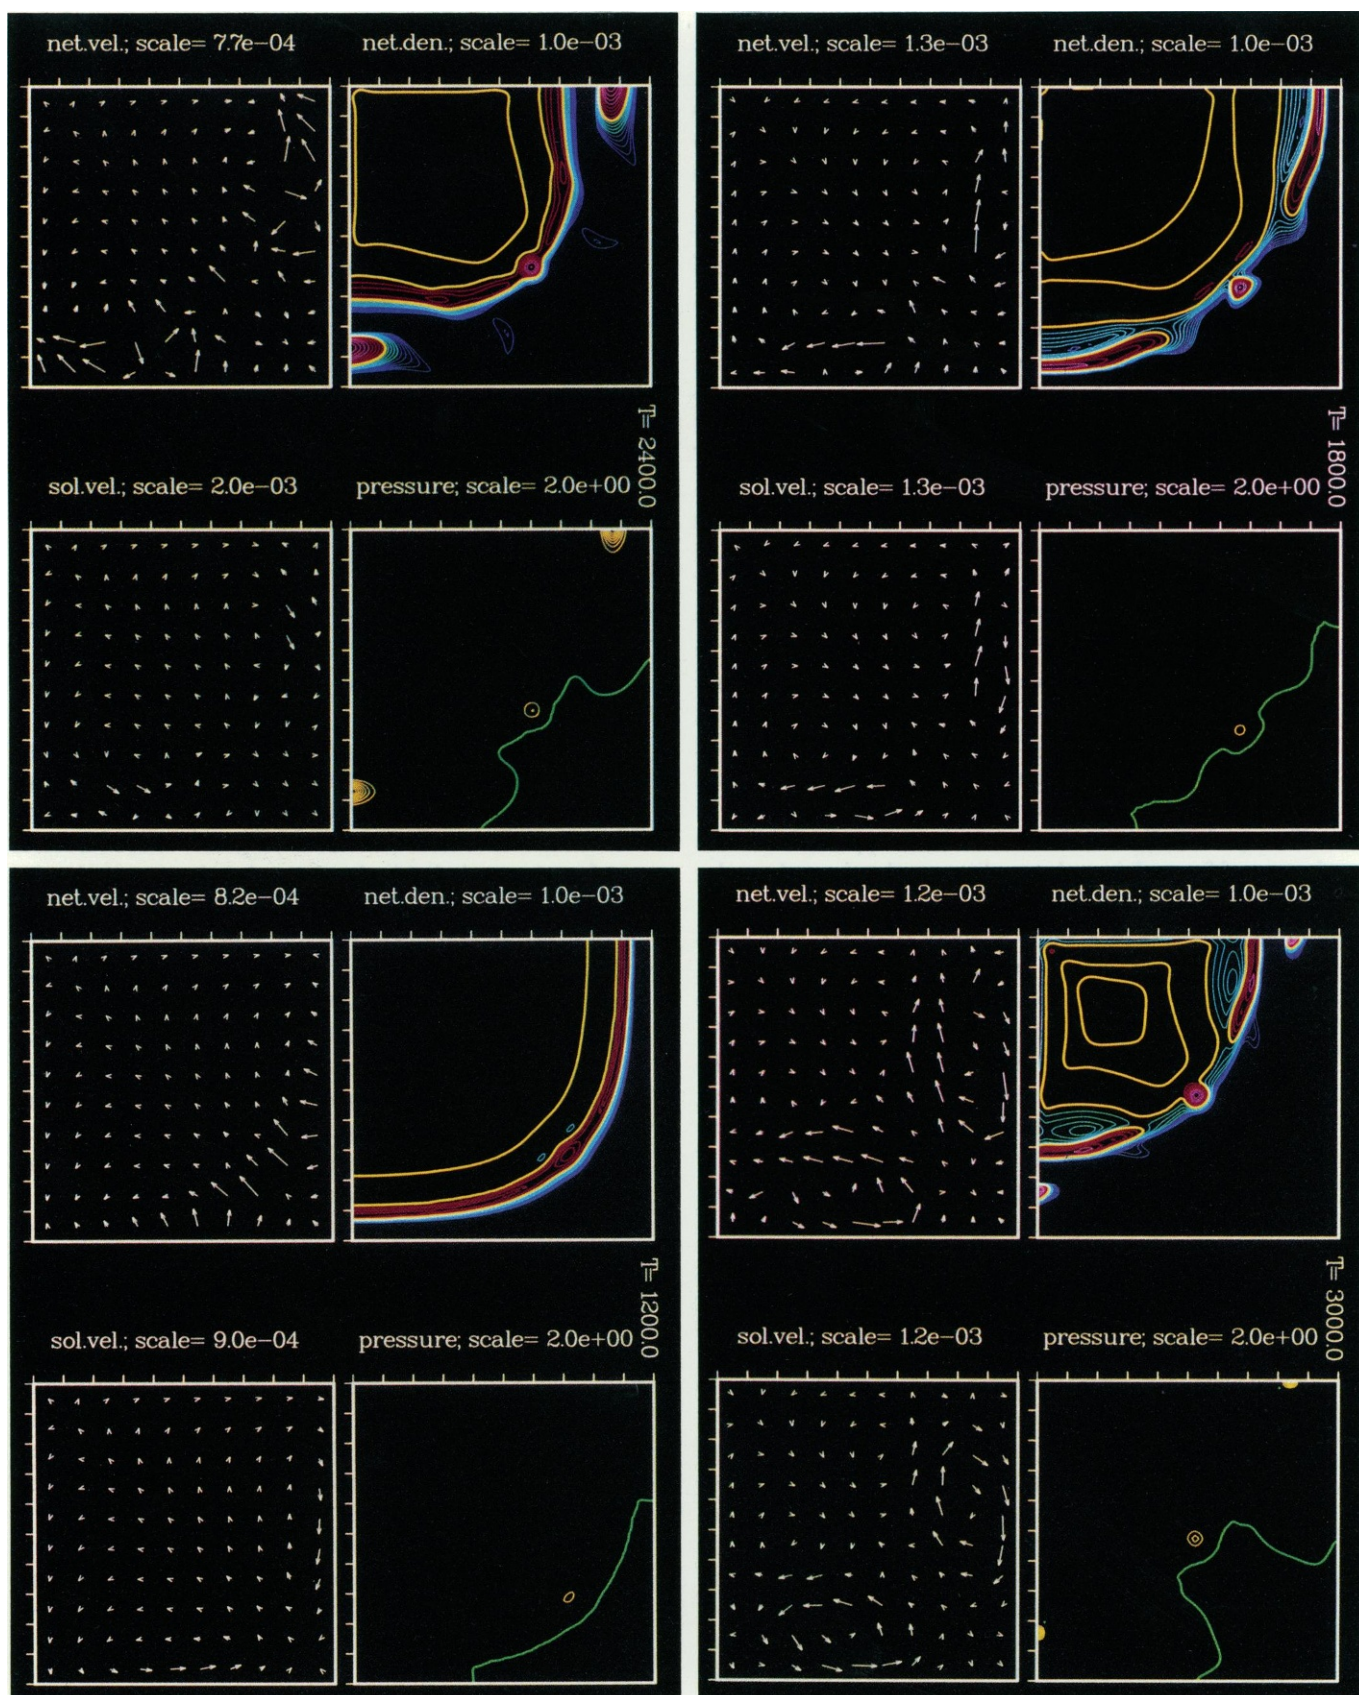 net.vel.; scale= 7.7e-04
net.den.; scale= 1.0e-03
T= 2400.0
sol.vel.; scale= 2.0e-03
pressure; scale= 2.0e+00
net.vel.; scale= 1.3e-03
net.den.; scale= 1.0e-03
T= 1800.0
sol.vel.; scale= 1.3e-03
pressure; scale= 2.0e+00
net.vel.; scale= 8.2e-04
net.den.; scale= 1.0e-03
T= 1200.0
sol.vel.; scale= 9.0e-04
pressure; scale= 2.0e+00
net.vel.; scale= 1.2e-03
net.den.; scale= 1.0e-03
T= 3000.0
sol.vel.; scale= 1.2e-03
pressure; scale= 2.0e+00